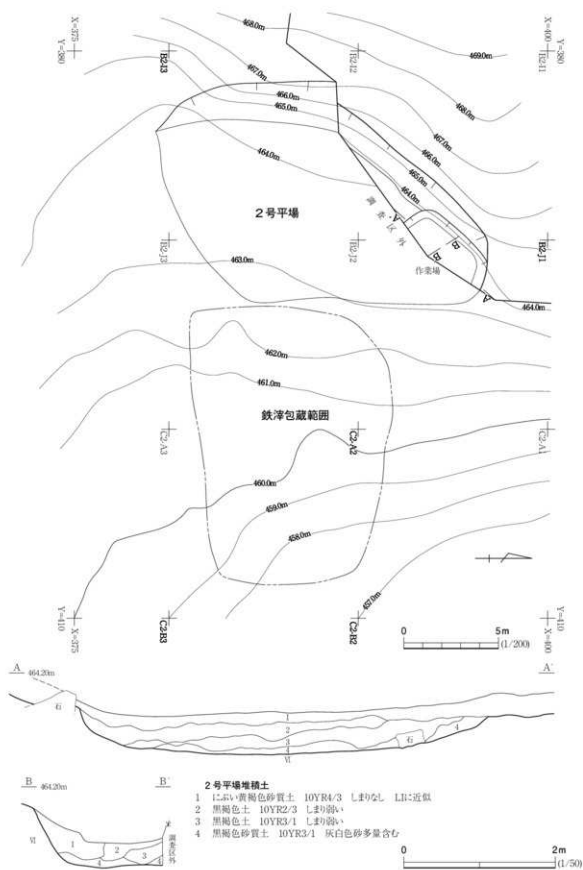 X=375
Y=380
B2-I3
B2-I2
X=400
Y=380
B2-I1
468.0m
469.0m
467.0m
466.0m
465.0m
464.0m
468.0m
467.0m
466.0m
465.0m
464.0m
2号平場
調査区外
A
A´
B
B´
作業場
B2-J3
B2-J2
B2-J1
463.0m
464.0m
462.0m
461.0m
鉄滓包蔵範囲
C2-A3
C2-A2
C2-A1
460.0m
459.0m
458.0m
457.0m
Y=410
X=375
C2-B3
C2-B2
Y=410
X=400
0 5m
(1/200)
A 464.20m
A´
石
1
2
3
4
石
4
Ⅵ
B 464.20m
B´
Ⅵ
1
2
3
4
4
調査区外
2号平場堆積土
1 にぶい黄褐色砂質土 10YR4/3 しまりなし LⅠに近似
2 黒褐色土 10YR2/3 しまり弱い
3 黒褐色土 10YR3/1 しまり弱い
4 黒褐色砂質土 10YR3/1 灰白色砂多量含む
0 2m
(1/50)